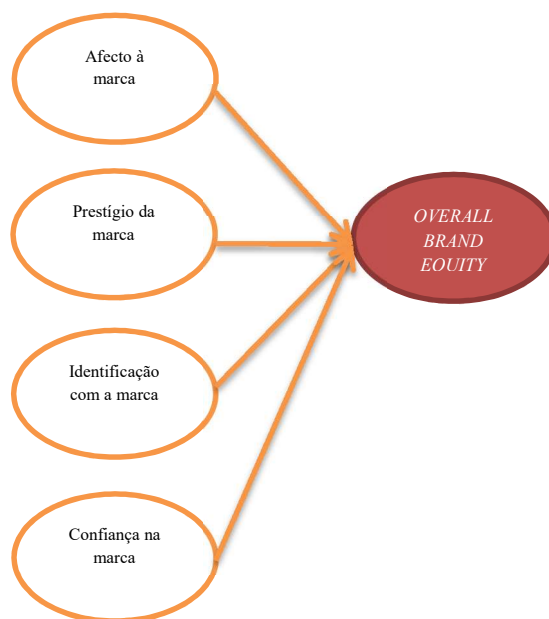 Afecto à
marca
Prestígio da
marca
OVERALL
BRAND
EQUITY
Identificação
com a marca
Confiança na
marca